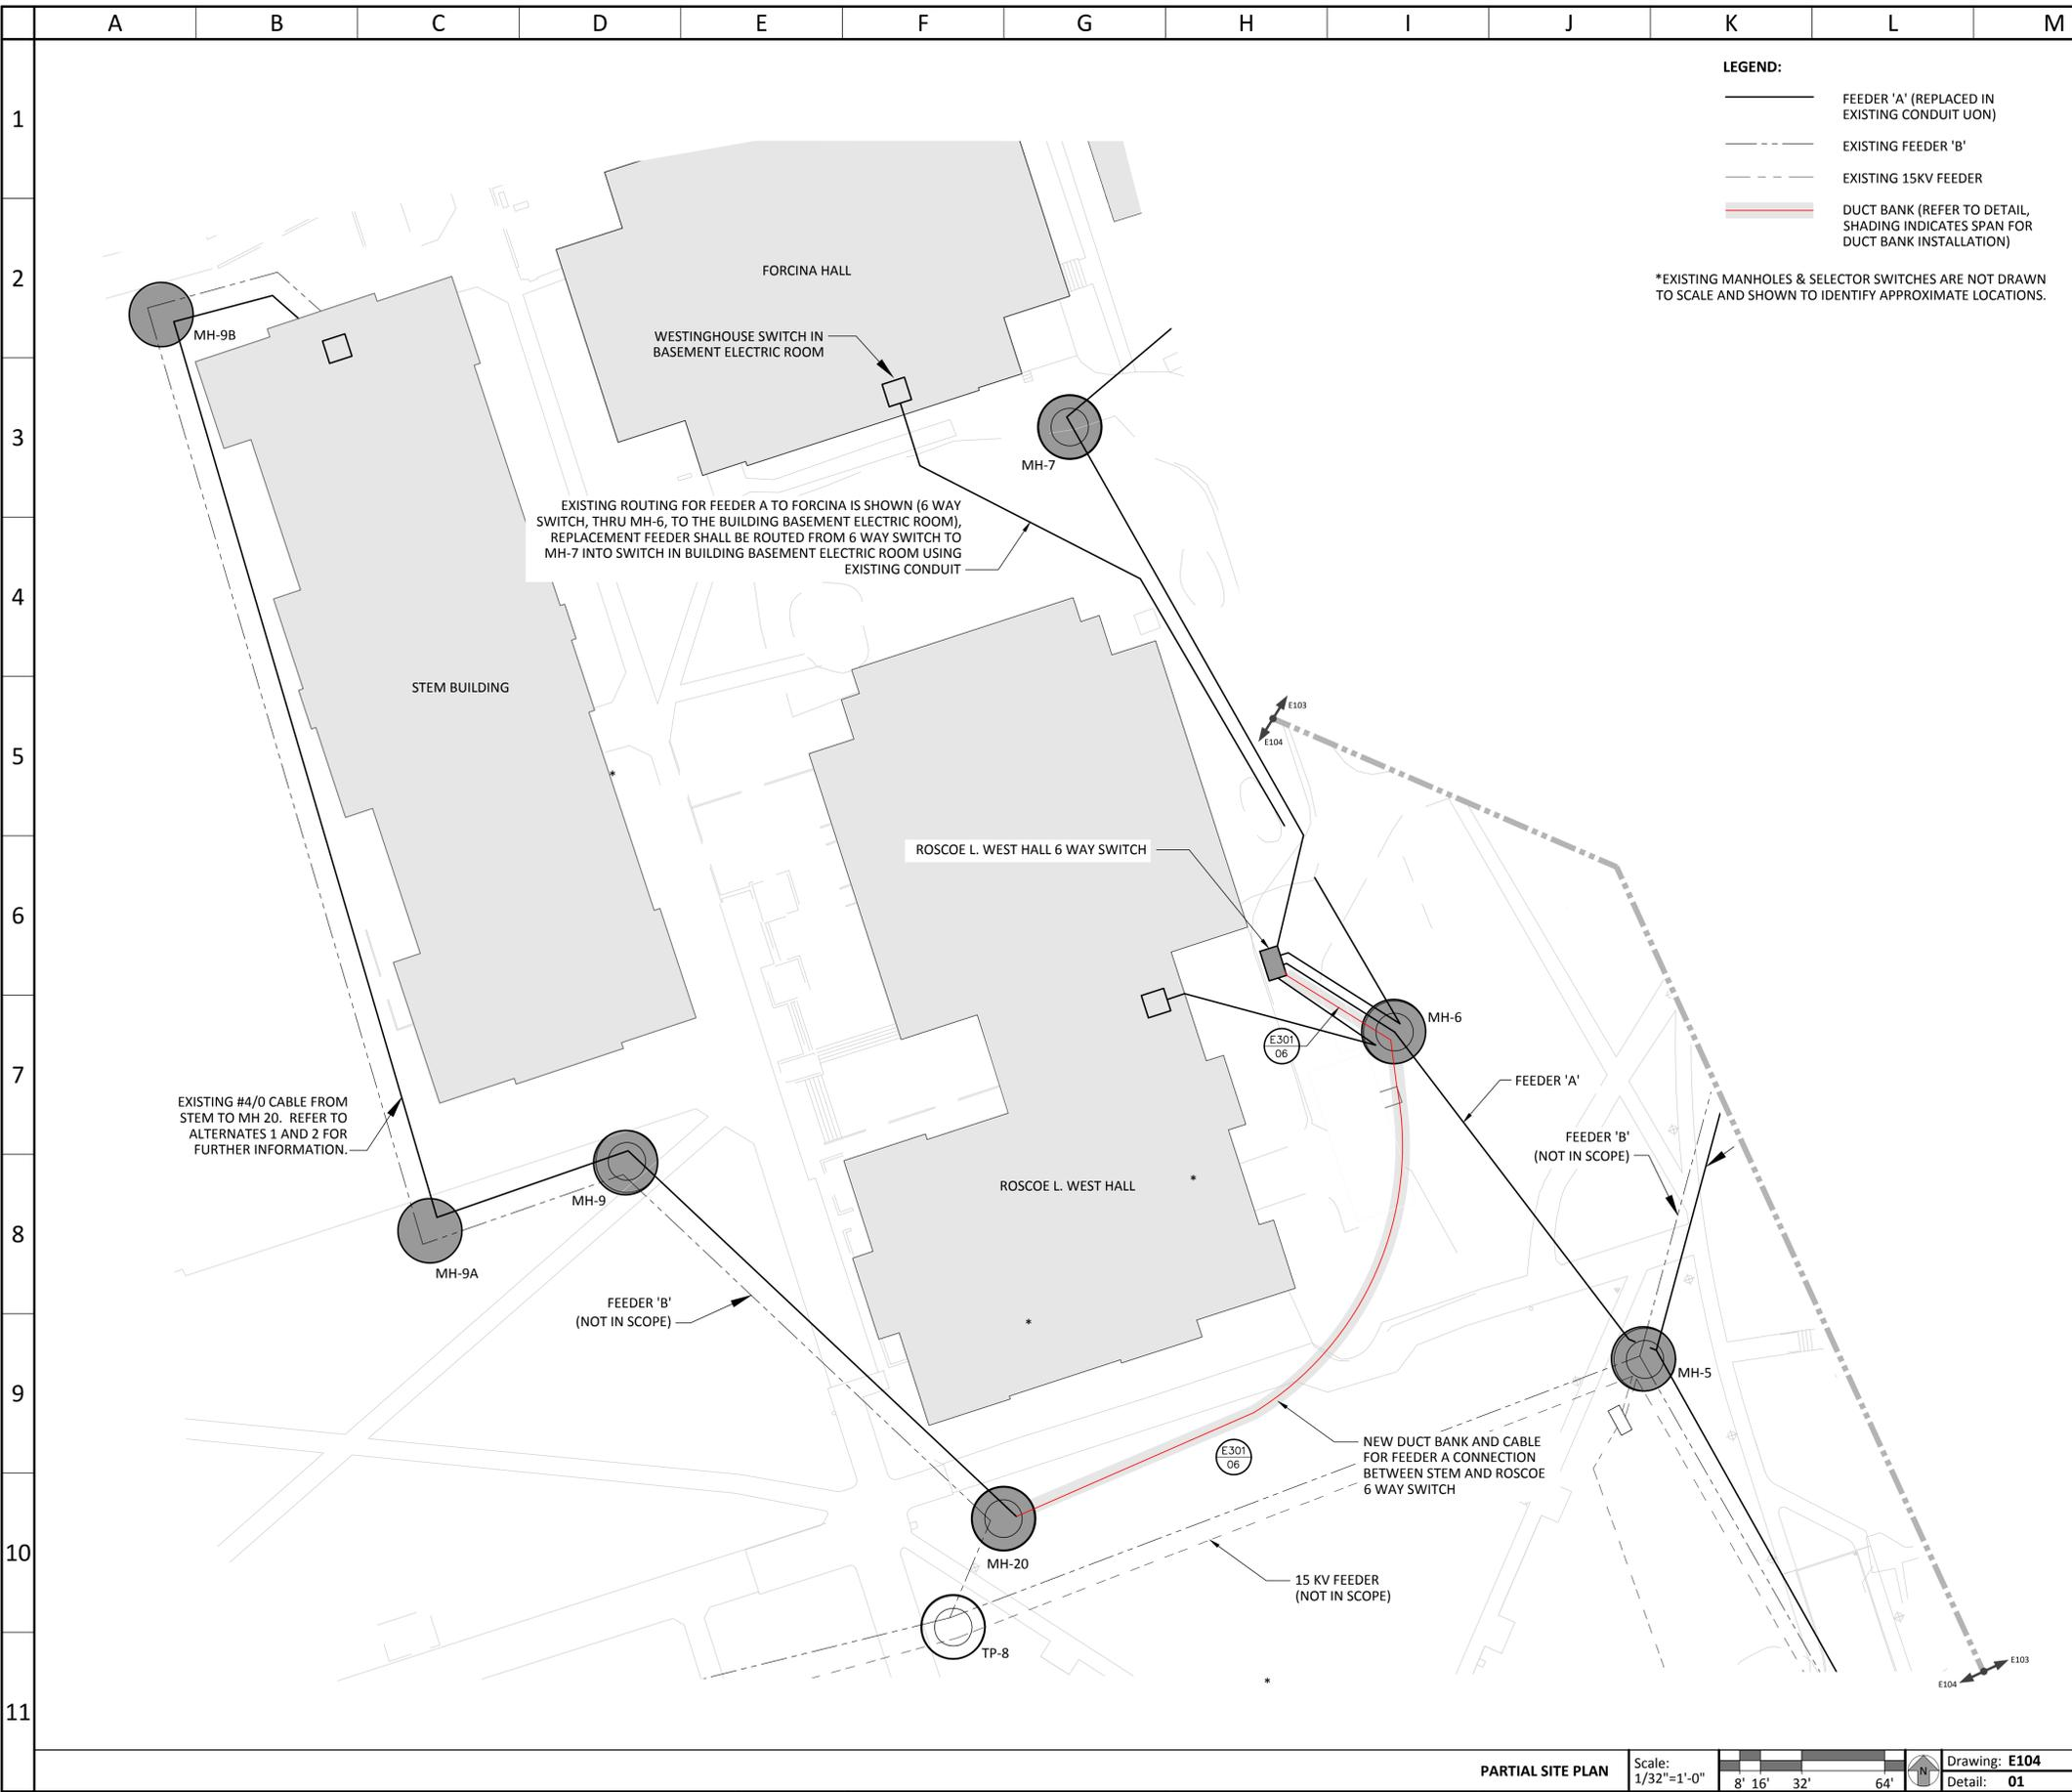 A B C D E F G H I J K L M
1
2
3
4
5
6
7
8
9
10
11
LEGEND:
FEEDER 'A' (REPLACED IN
EXISTING CONDUIT UON)
EXISTING FEEDER 'B'
EXISTING 15KV FEEDER
DUCT BANK (REFER TO DETAIL,
SHADING INDICATES SPAN FOR
DUCT BANK INSTALLATION)
*EXISTING MANHOLES & SELECTOR SWITCHES ARE NOT DRAWN
TO SCALE AND SHOWN TO IDENTIFY APPROXIMATE LOCATIONS.
FORCINA HALL
MH-9B
WESTINGHOUSE SWITCH IN
BASEMENT ELECTRIC ROOM
MH-7
EXISTING ROUTING FOR FEEDER A TO FORCINA IS SHOWN (6 WAY
SWITCH, THRU MH-6, TO THE BUILDING BASEMENT ELECTRIC ROOM),
REPLACEMENT FEEDER SHALL BE ROUTED FROM 6 WAY SWITCH TO
MH-7 INTO SWITCH IN BUILDING BASEMENT ELECTRIC ROOM USING
EXISTING CONDUIT
STEM BUILDING
E103
E104
*
ROSCOE L. WEST HALL 6 WAY SWITCH
MH-6
E301
06
FEEDER 'A'
EXISTING #4/0 CABLE FROM
STEM TO MH 20. REFER TO
ALTERNATES 1 AND 2 FOR
FURTHER INFORMATION.
FEEDER 'B'
(NOT IN SCOPE)
*
ROSCOE L. WEST HALL
MH-9
MH-9A
FEEDER 'B'
(NOT IN SCOPE)
*
MH-5
NEW DUCT BANK AND CABLE
FOR FEEDER A CONNECTION
BETWEEN STEM AND ROSCOE
6 WAY SWITCH
E301
06
MH-20
15 KV FEEDER
(NOT IN SCOPE)
TP-8
*
E103
E104
PARTIAL SITE PLAN
Scale:
1/32"=1'-0"
8' 16' 32' 64'
N
Drawing: E104
Detail: 01